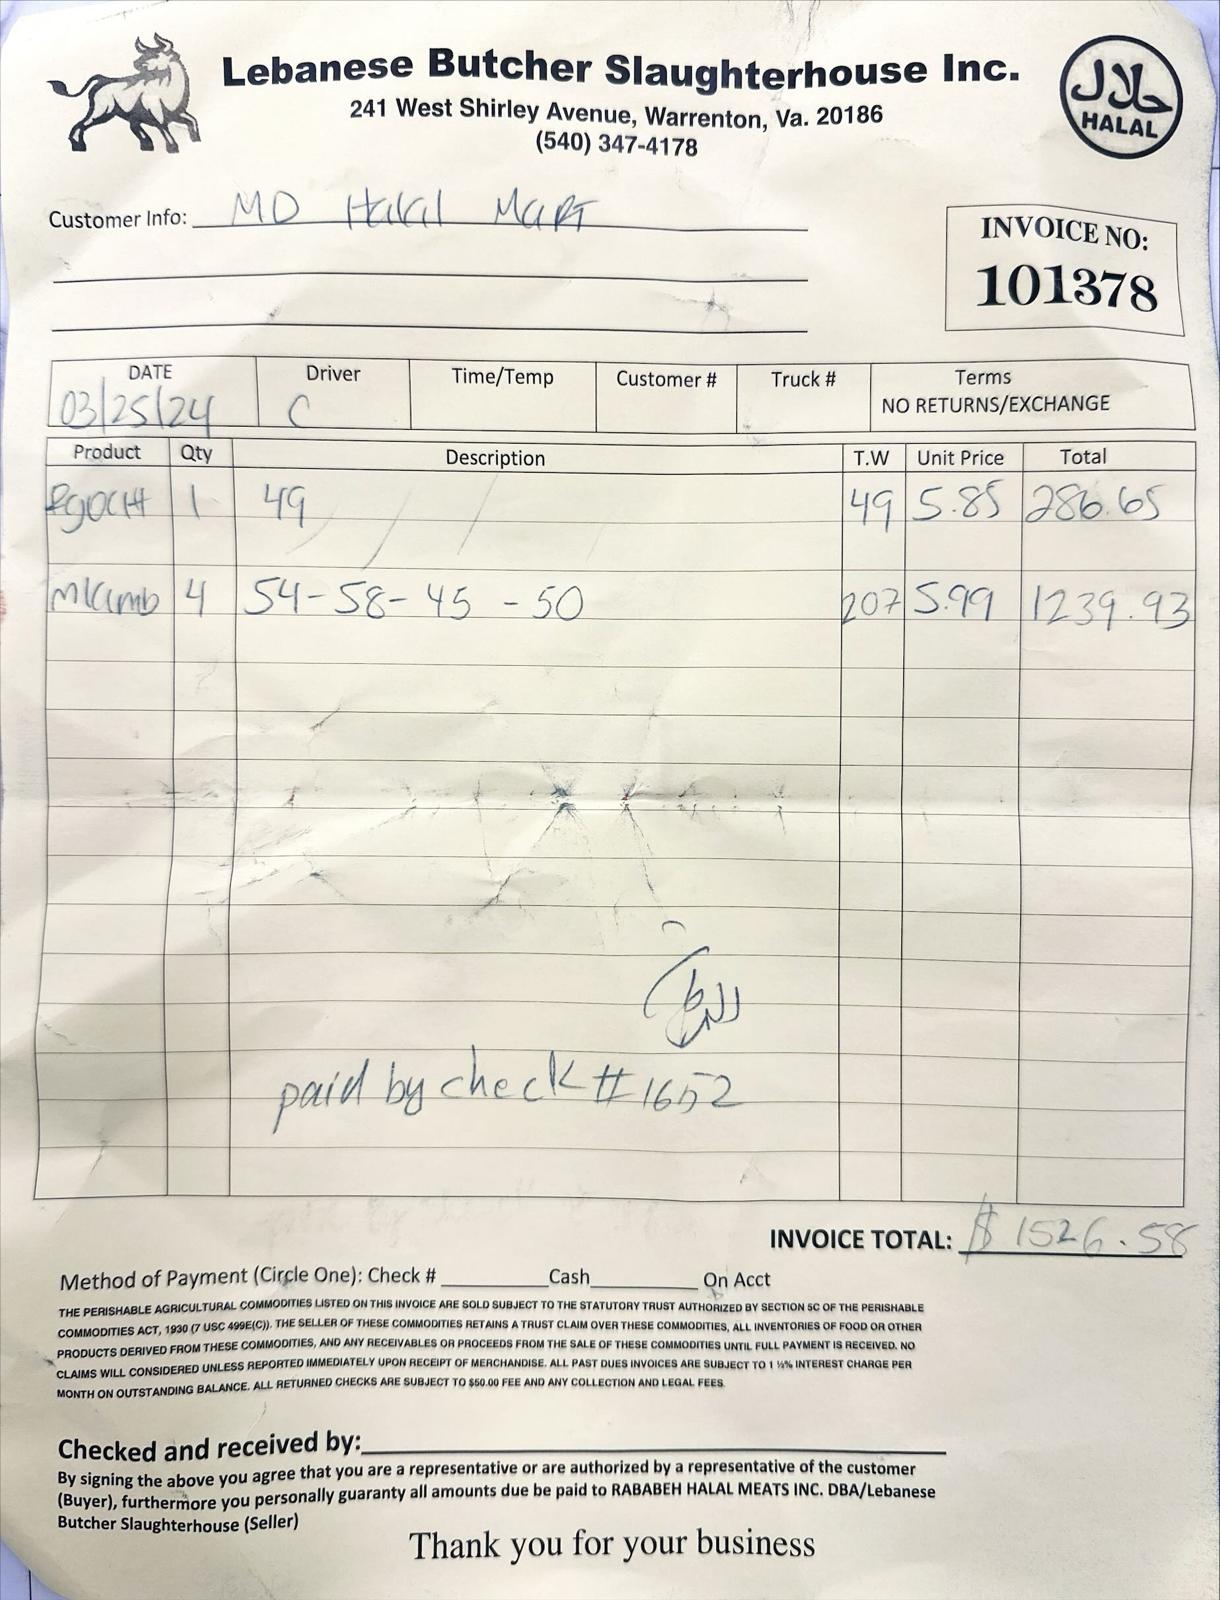 Lebanese Butcher Slaughterhouse Inc.
241 West Shirley Avenue, Warrenton, Va. 20186
(540) 347-4178
حلال
HALAL
Customer Info: MD Halal Mart
INVOICE NO:
101378
DATE Driver Time/Temp Customer # Truck # Terms
03/25/24 C NO RETURNS/EXCHANGE
Product Qty Description T.W Unit Price Total
1 49 49 5.85 286.65
mlamb 4 54-58-45-50 207 5.99 1239.93
paid by check #1652
INVOICE TOTAL: $1526.58
Method of Payment (Circle One): Check # Cash On Acct
THE PERISHABLE AGRICULTURAL COMMODITIES LISTED ON THIS INVOICE ARE SOLD SUBJECT TO THE STATUTORY TRUST AUTHORIZED BY SECTION 5C OF THE PERISHABLE
COMMODITIES ACT, 1930 (7 USC 499E(C)). THE SELLER OF THESE COMMODITIES RETAINS A TRUST CLAIM OVER THESE COMMODITIES, ALL INVENTORIES OF FOOD OR OTHER
PRODUCTS DERIVED FROM THESE COMMODITIES, AND ANY RECEIVABLES OR PROCEEDS FROM THE SALE OF THESE COMMODITIES UNTIL FULL PAYMENT IS RECEIVED. NO
CLAIMS WILL CONSIDERED UNLESS REPORTED IMMEDIATELY UPON RECEIPT OF MERCHANDISE. ALL PAST DUES INVOICES ARE SUBJECT TO 1 ½% INTEREST CHARGE PER
MONTH ON OUTSTANDING BALANCE. ALL RETURNED CHECKS ARE SUBJECT TO $50.00 FEE AND ANY COLLECTION AND LEGAL FEES.
Checked and received by:
By signing the above you agree that you are a representative or are authorized by a representative of the customer
(Buyer), furthermore you personally guaranty all amounts due be paid to RABABEH HALAL MEATS INC. DBA/Lebanese
Butcher Slaughterhouse (Seller)
Thank you for your business